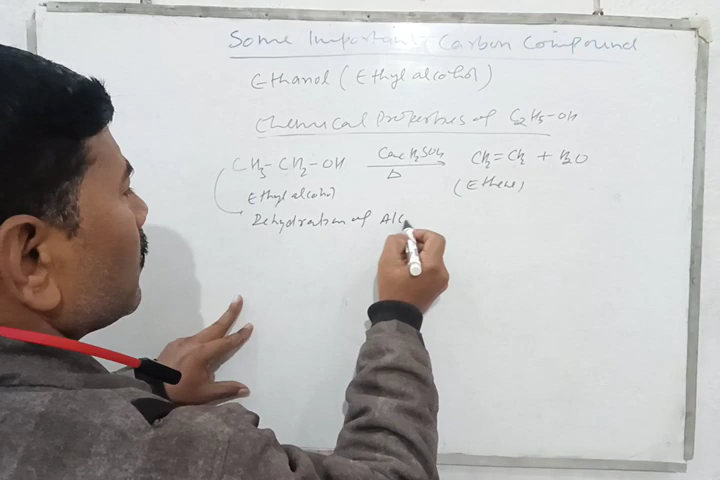 Some Important Carbon Compound
Ethanol (Ethyl alcohol)
Chemical Properties of C2H5-OH
CH3-CH2-OH Conc H2SO4 Δ CH2=CH2 + H2O
Ethyl alcohol (Ethene)
Dehydration of Alc